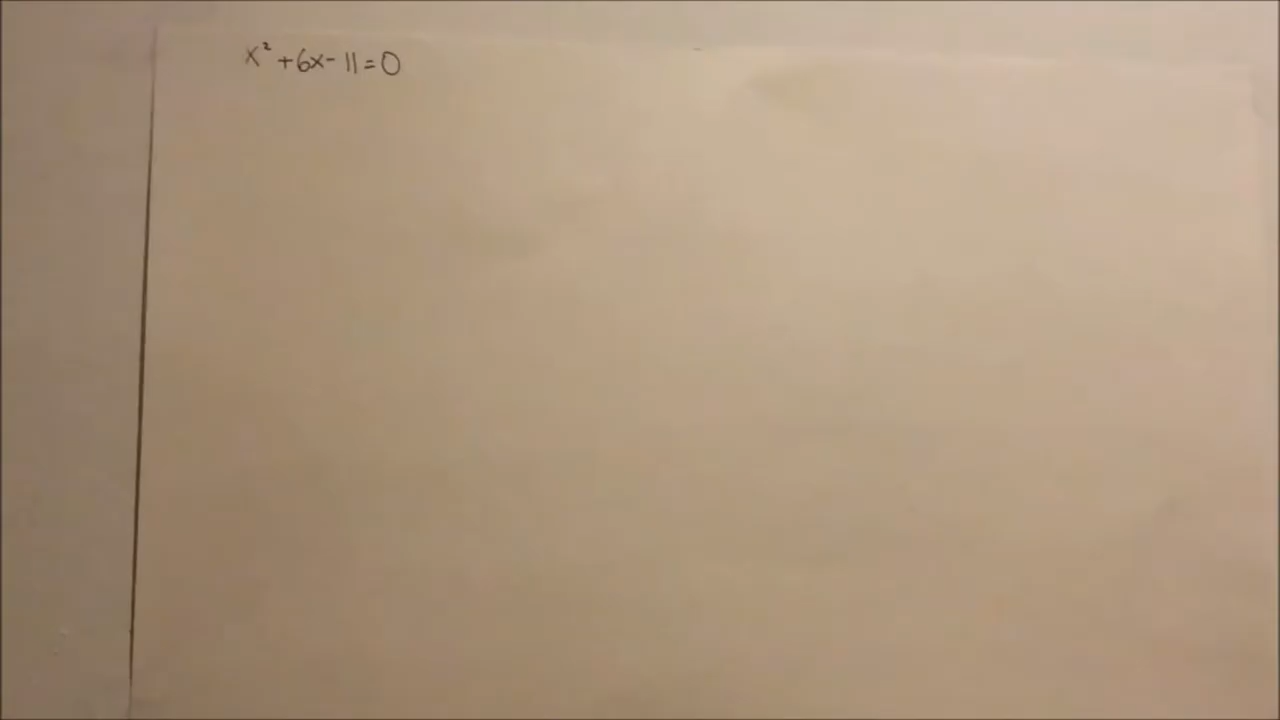 x² + 6x - 11 = 0